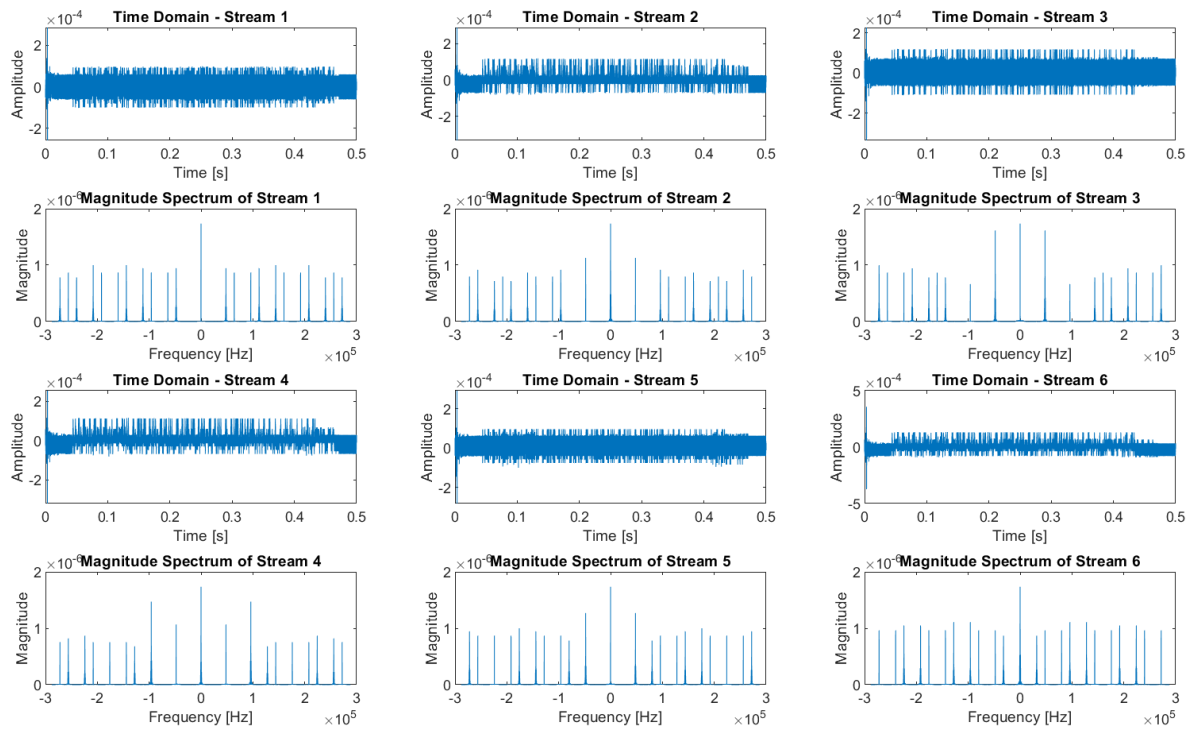 Time Domain - Stream 1
×10-4
Amplitude
2
0
-2
0 0.1 0.2 0.3 0.4 0.5
Time [s]
Time Domain - Stream 2
×10-4
Amplitude
2
0
-2
0 0.1 0.2 0.3 0.4 0.5
Time [s]
Time Domain - Stream 3
×10-4
Amplitude
2
0
-2
0 0.1 0.2 0.3 0.4 0.5
Time [s]
Magnitude Spectrum of Stream 1
×10-6
Magnitude
2
1
0
-3 -2 -1 0 1 2 3
Frequency [Hz]
×105
Magnitude Spectrum of Stream 2
×10-6
Magnitude
2
1
0
-3 -2 -1 0 1 2 3
Frequency [Hz]
×105
Magnitude Spectrum of Stream 3
×10-6
Magnitude
2
1
0
-3 -2 -1 0 1 2 3
Frequency [Hz]
×105
Time Domain - Stream 4
×10-4
Amplitude
2
0
-2
0 0.1 0.2 0.3 0.4 0.5
Time [s]
Time Domain - Stream 5
×10-4
Amplitude
2
0
-2
0 0.1 0.2 0.3 0.4 0.5
Time [s]
Time Domain - Stream 6
×10-4
Amplitude
5
0
-5
0 0.1 0.2 0.3 0.4 0.5
Time [s]
Magnitude Spectrum of Stream 4
×10-6
Magnitude
2
1
0
-3 -2 -1 0 1 2 3
Frequency [Hz]
×105
Magnitude Spectrum of Stream 5
×10-6
Magnitude
2
1
0
-3 -2 -1 0 1 2 3
Frequency [Hz]
×105
Magnitude Spectrum of Stream 6
×10-6
Magnitude
2
1
0
-3 -2 -1 0 1 2 3
Frequency [Hz]
×105